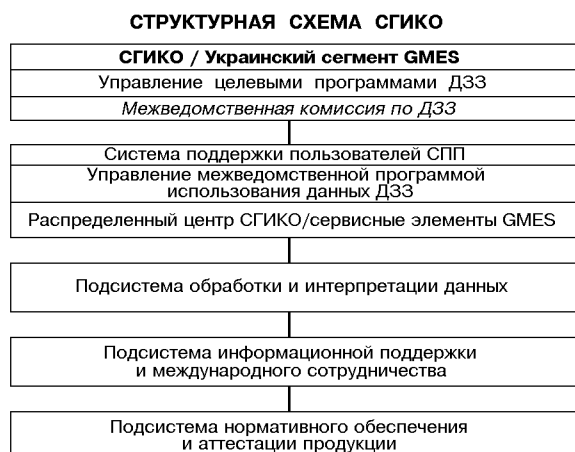 СТРУКТУРНАЯ СХЕМА СГИКО
СГИКО / Украинский сегмент GMES
Управление целевыми программами ДЗЗ
Межведомственная комиссия по ДЗЗ
Система поддержки пользователей СПП
Управление межведомственной программой
использования данных ДЗЗ
Распределенный центр СГИКО/сервисные элементы GMES
Подсистема обработки и интерпретации данных
Подсистема информационной поддержки
и международного сотрудничества
Подсистема нормативного обеспечения
и аттестации продукции